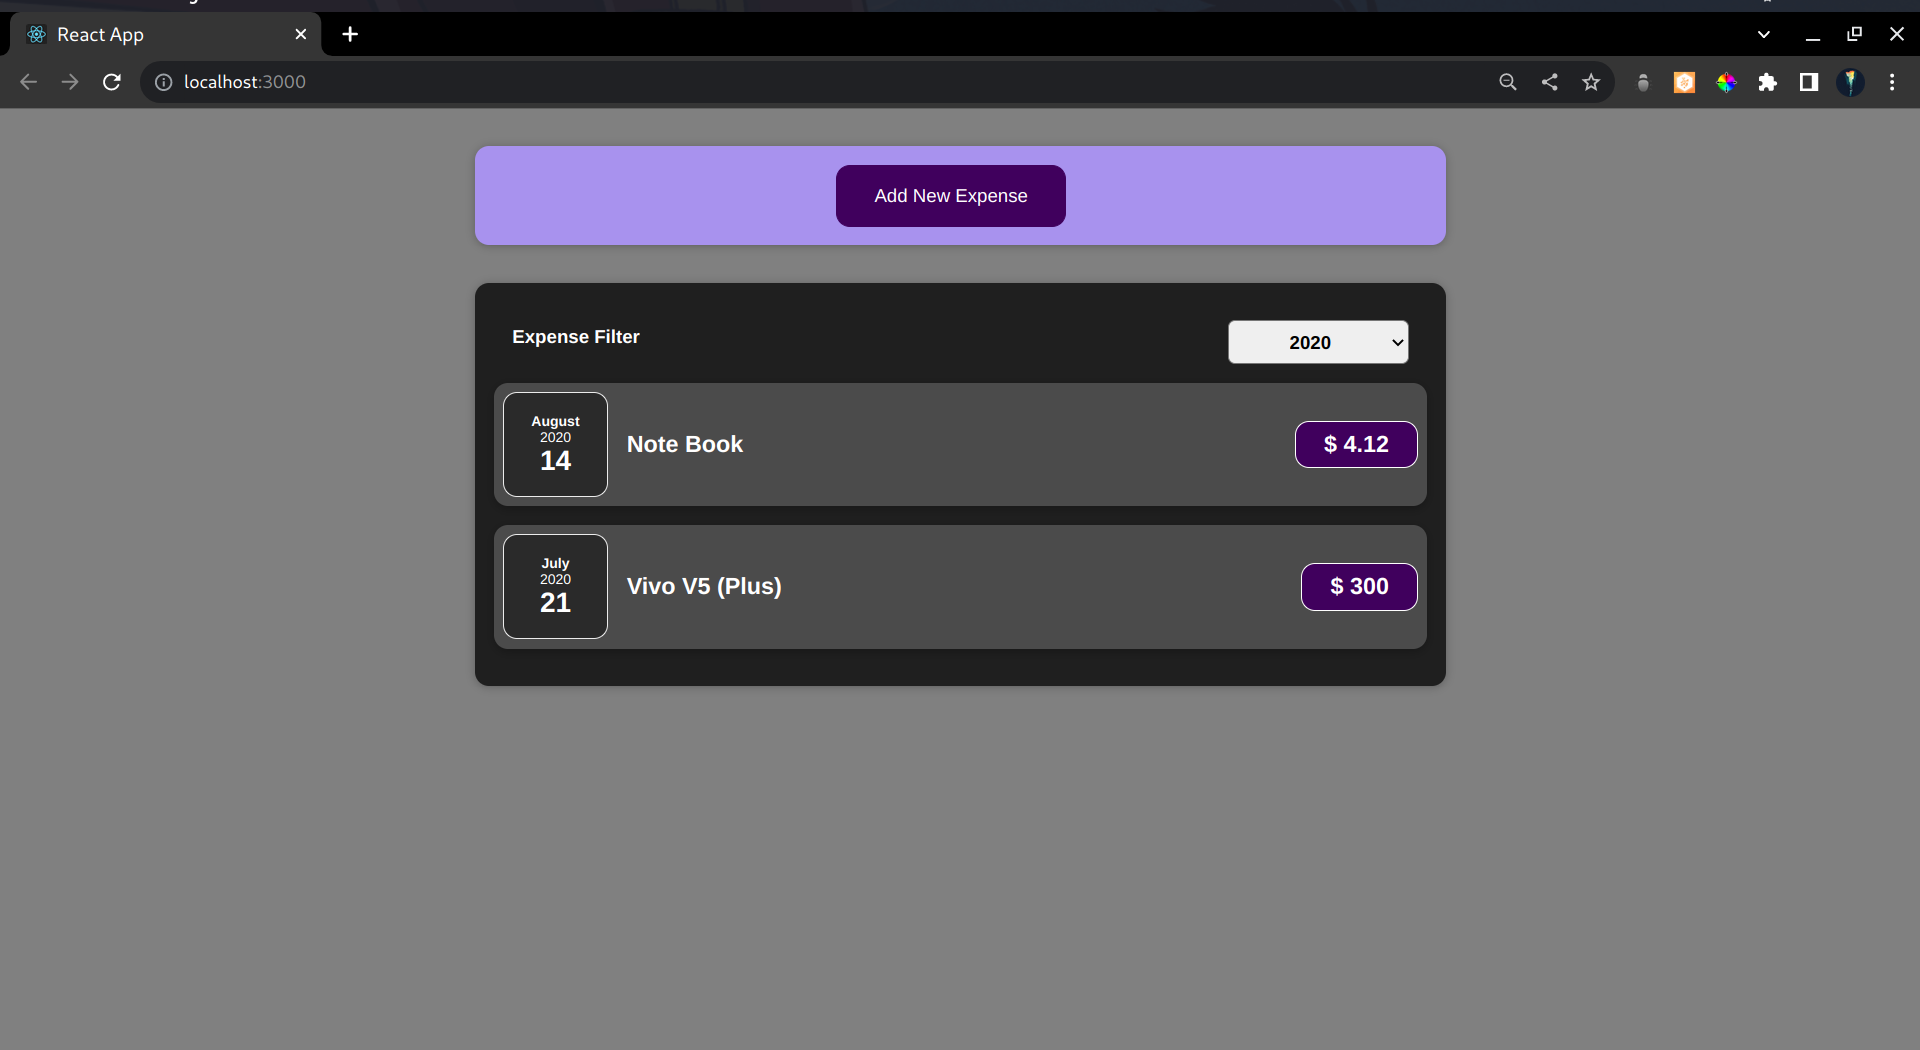 React App
localhost:3000
Add New Expense
Expense Filter
2020
August
2020
14
Note Book
$ 4.12
July
2020
21
Vivo V5 (Plus)
$ 300